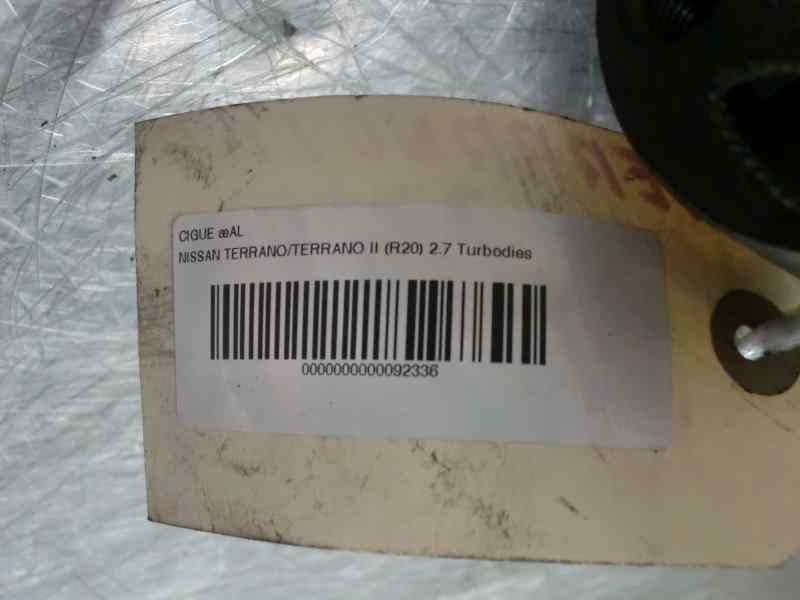 CIGUE æAL
NISSAN TERRANO/TERRANO II (R20) 2.7 Turbodies
0000000000092336